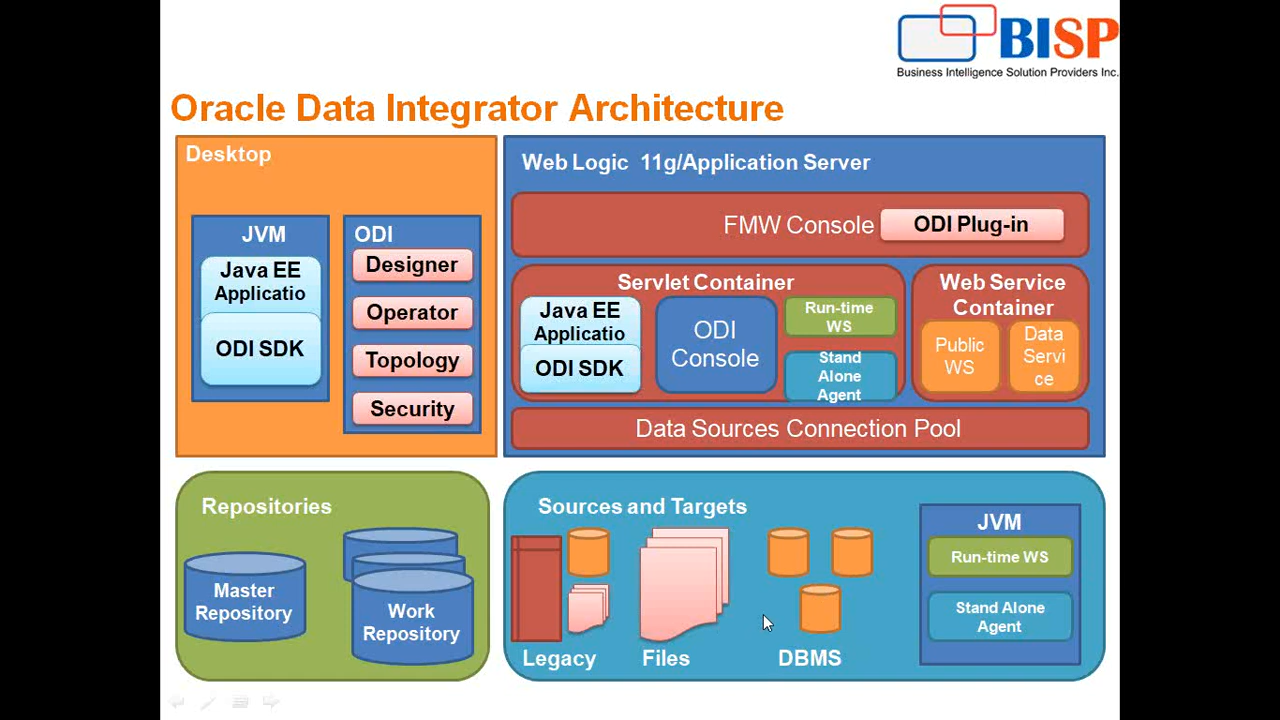 BISP
Business Intelligence Solution Providers Inc.
Oracle Data Integrator Architecture
Desktop
JVM
Java EE
Applicatio
ODI SDK
ODI
Designer
Operator
Topology
Security
Web Logic 11g/Application Server
FMW Console
ODI Plug-in
Servlet Container
Java EE
Applicatio
ODI SDK
ODI
Console
Run-time
WS
Stand
Alone
Agent
Web Service
Container
Public
WS
Data
Servi
ce
Data Sources Connection Pool
Repositories
Master
Repository
Work
Repository
Sources and Targets
Legacy
Files
DBMS
JVM
Run-time WS
Stand Alone
Agent